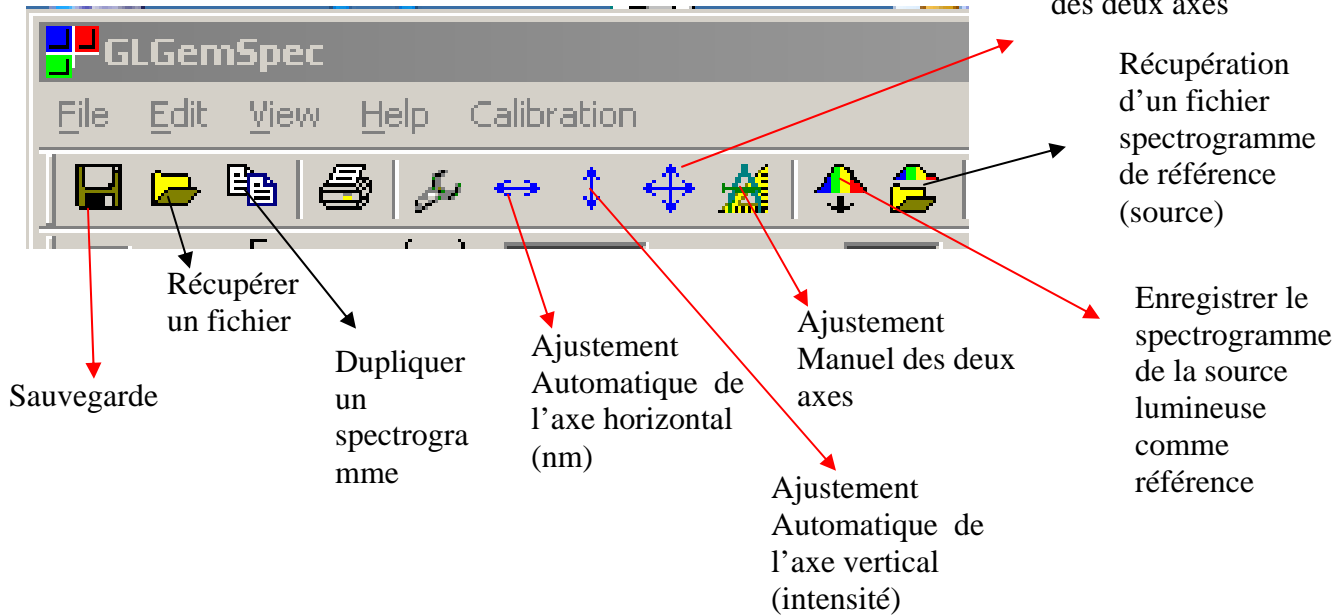 des deux axes
GLGemSpec
File Edit View Help Calibration
Récupération
d’un fichier
spectrogramme
de référence
(source)
Récupérer
un fichier
Sauvegarde
Dupliquer
un
spectrogra
mme
Ajustement
Automatique de
l’axe horizontal
(nm)
Ajustement
Manuel des deux
axes
Ajustement
Automatique de
l’axe vertical
(intensité)
Enregistrer le
spectrogramme
de la source
lumineuse
comme
référence